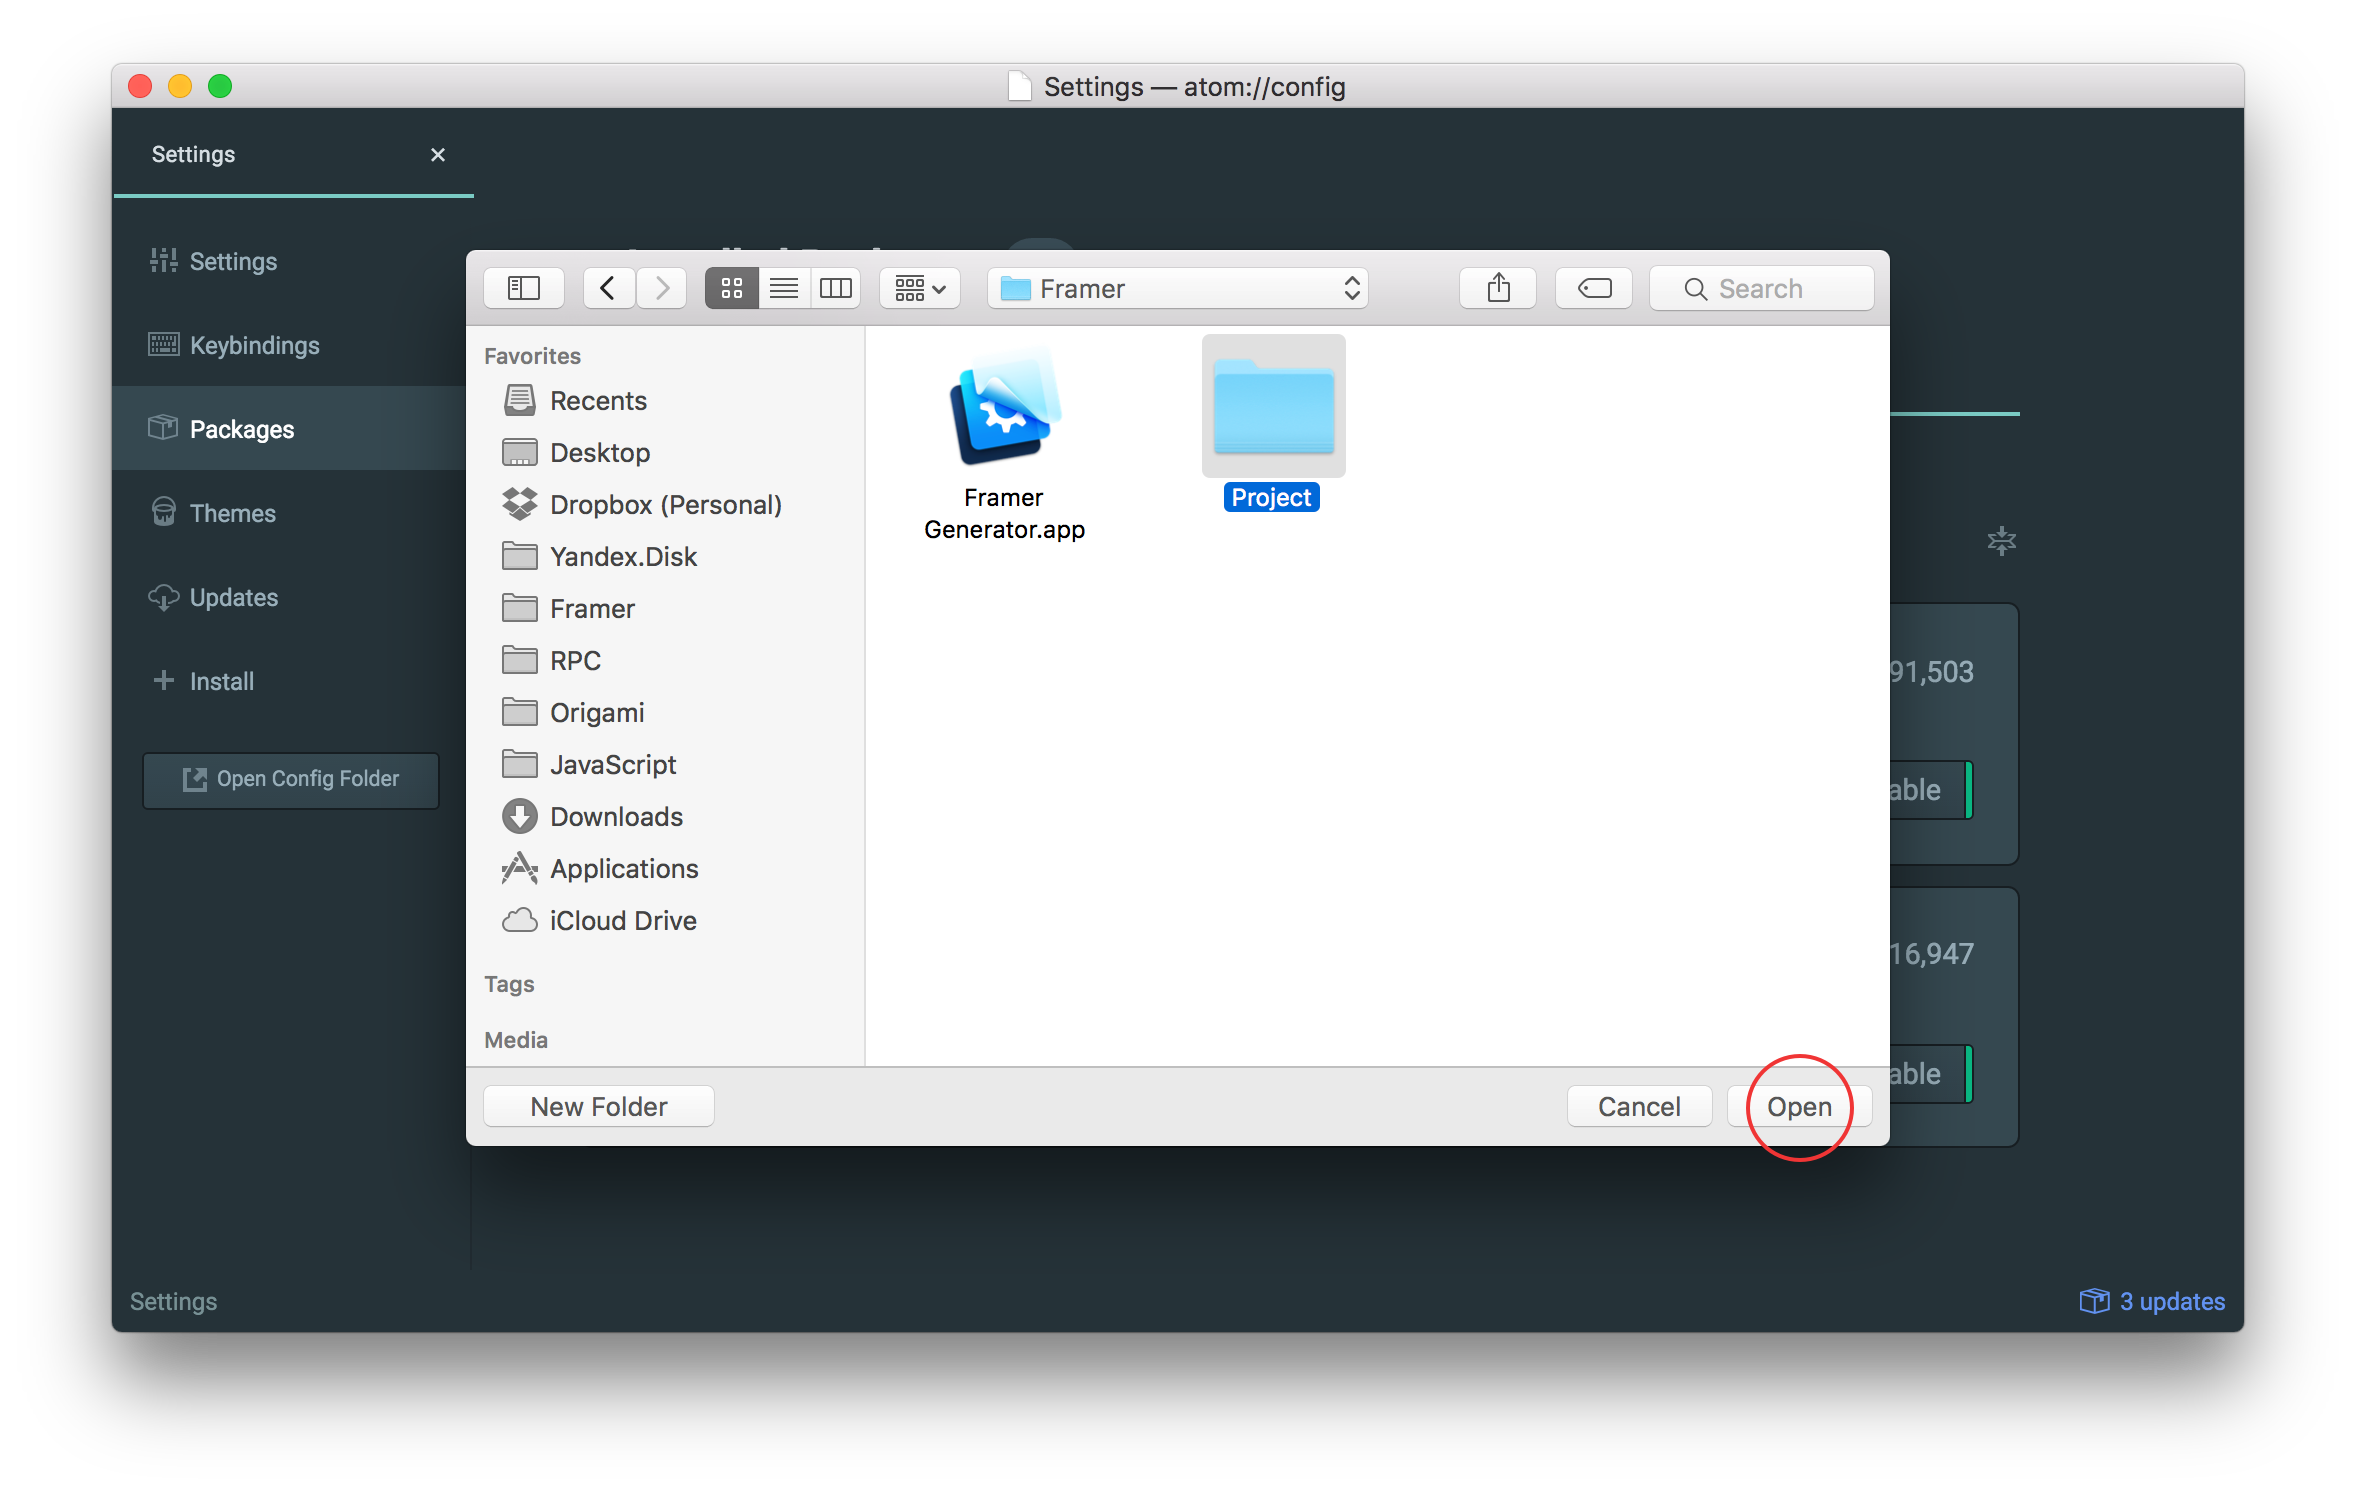 Settings — atom://config
Settings
Settings
Keybindings
Packages
Themes
Updates
Install
Open Config Folder
Framer
Search
Favorites
Recents
Desktop
Dropbox (Personal)
Yandex.Disk
Framer
RPC
Origami
JavaScript
Downloads
Applications
iCloud Drive
Tags
Media
Framer
Generator.app
Project
91,503
able
16,947
able
New Folder
Cancel
Open
Settings
3 updates